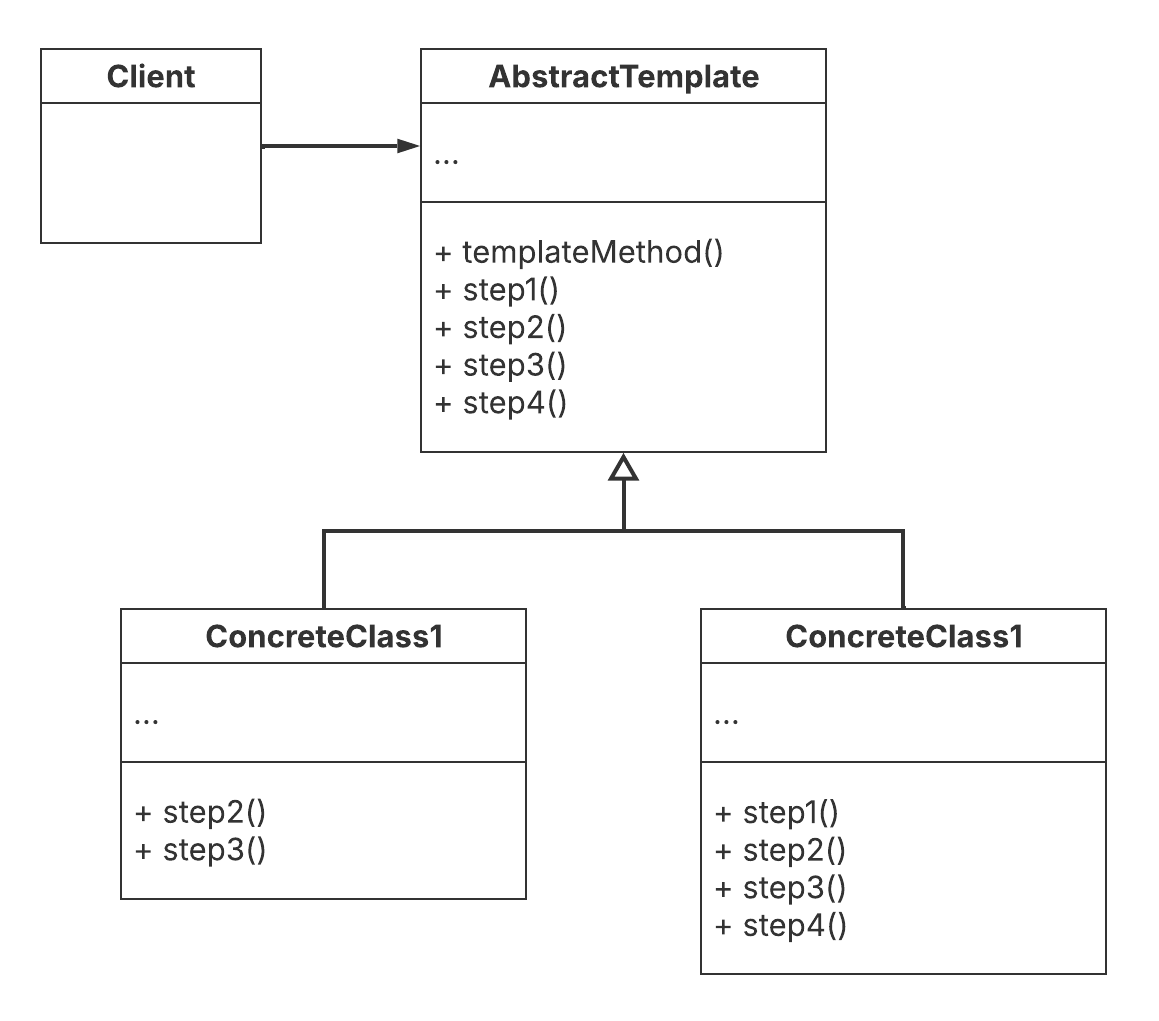 Client
AbstractTemplate
...
+ templateMethod()
+ step1()
+ step2()
+ step3()
+ step4()
ConcreteClass1
...
+ step2()
+ step3()
ConcreteClass1
...
+ step1()
+ step2()
+ step3()
+ step4()